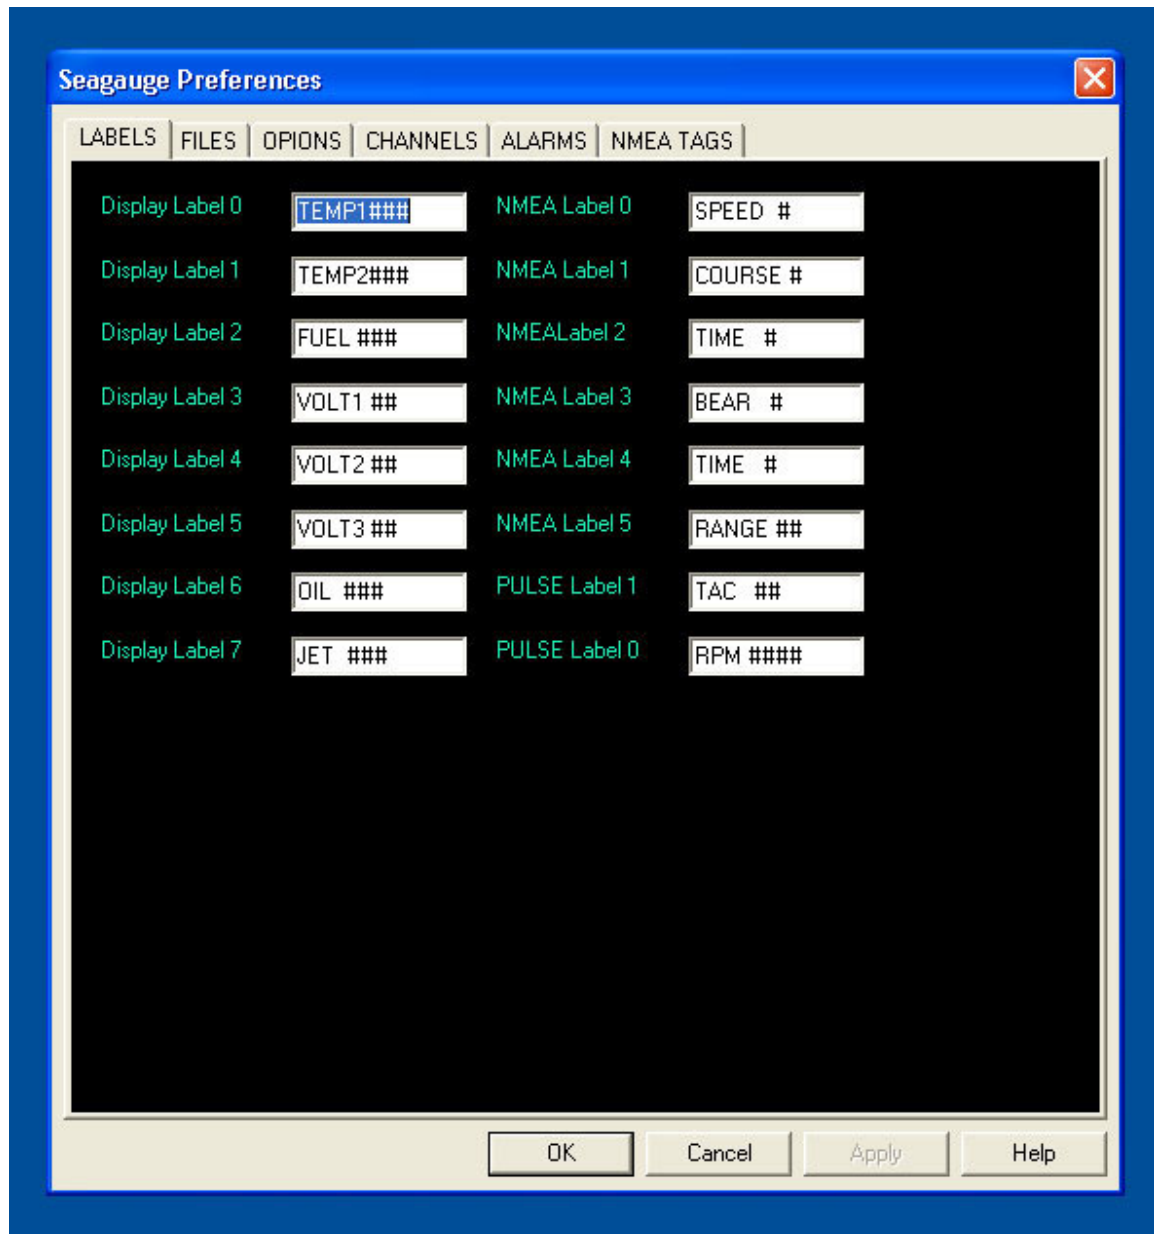 Seagauge Preferences
LABELS FILES OPIONS CHANNELS ALARMS NMEA TAGS
Display Label 0 TEMP1### NMEA Label 0 SPEED #
Display Label 1 TEMP2### NMEA Label 1 COURSE #
Display Label 2 FUEL ### NMEALabel 2 TIME #
Display Label 3 VOLT1 ## NMEA Label 3 BEAR #
Display Label 4 VOLT2 ## NMEA Label 4 TIME #
Display Label 5 VOLT3 ## NMEA Label 5 RANGE ##
Display Label 6 OIL ### PULSE Label 1 TAC ##
Display Label 7 JET ### PULSE Label 0 RPM ####
OK Cancel Apply Help